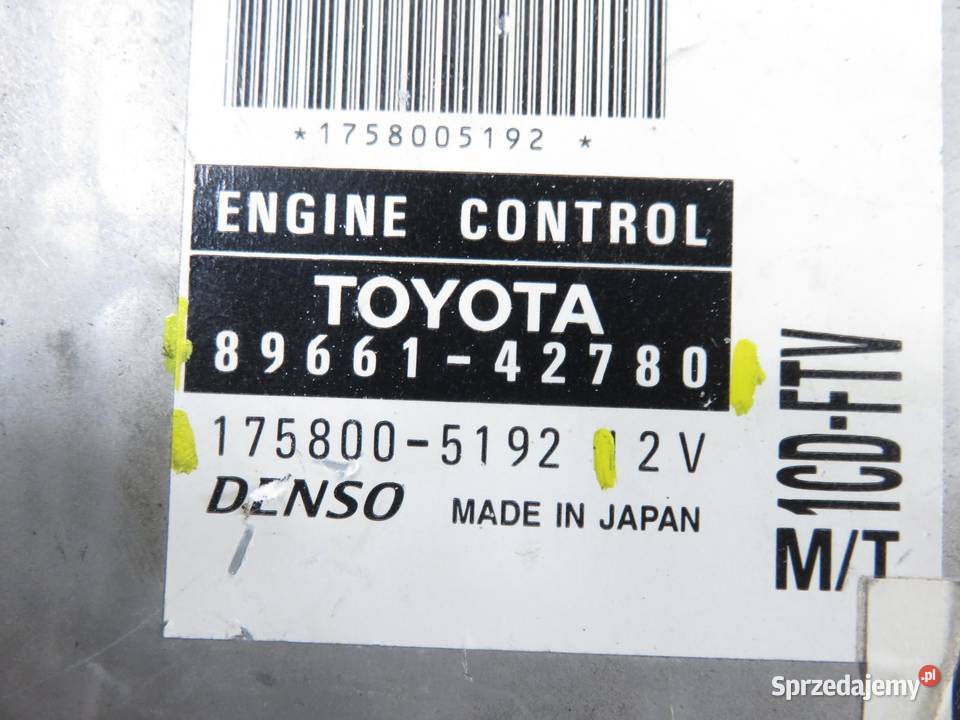 *1758005192 *
ENGINE CONTROL
TOYOTA
89661-42780
175800-5192 12V
DENSO MADE IN JAPAN
1CD-FTV
M/T
Sprzedajemy.pl